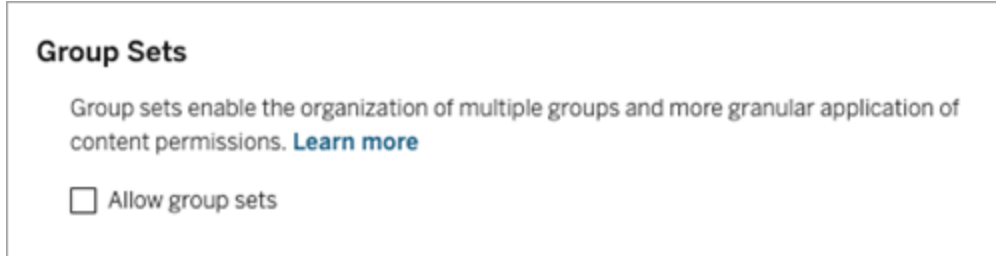 Group Sets
Group sets enable the organization of multiple groups and more granular application of
content permissions. Learn more
Allow group sets